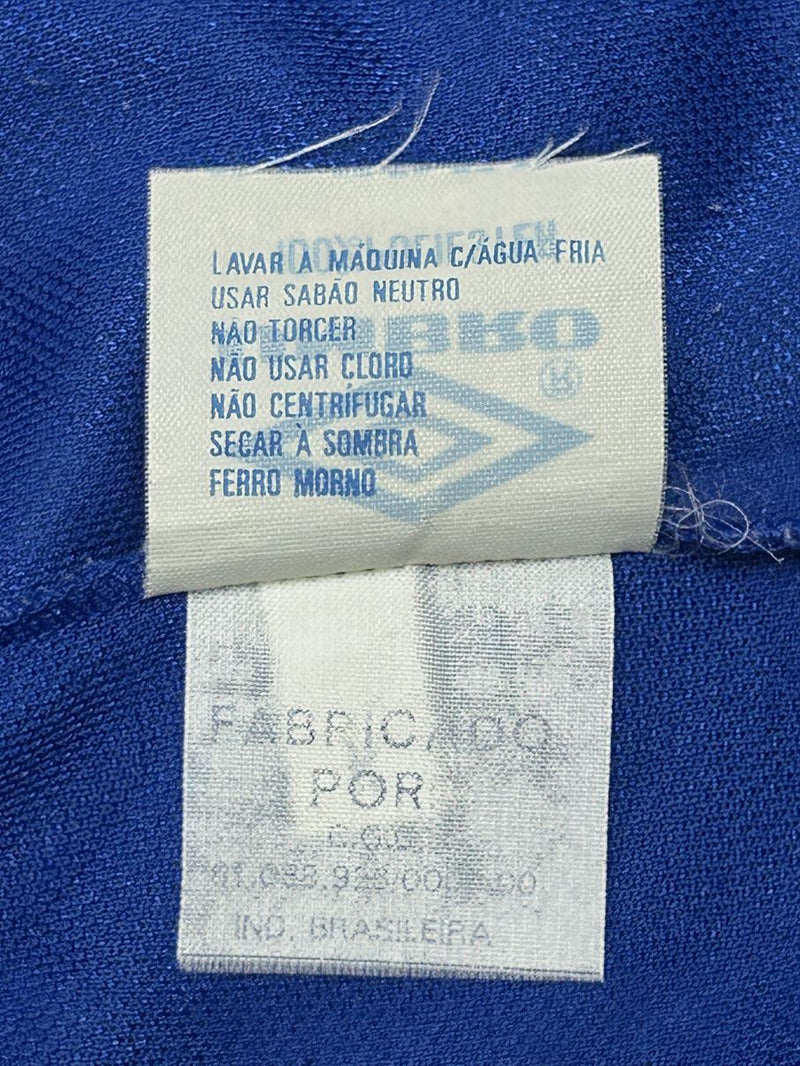 LAVAR A MÁQUINA C/ÁGUA FRIA
USAR SABÃO NEUTRO
NÃO TORCER
NÃO USAR CLORO
NÃO CENTRÍFUGAR
SECAR À SOMBRA
FERRO MORNO
FABRICADO
POR
IND. BRASILEIRA